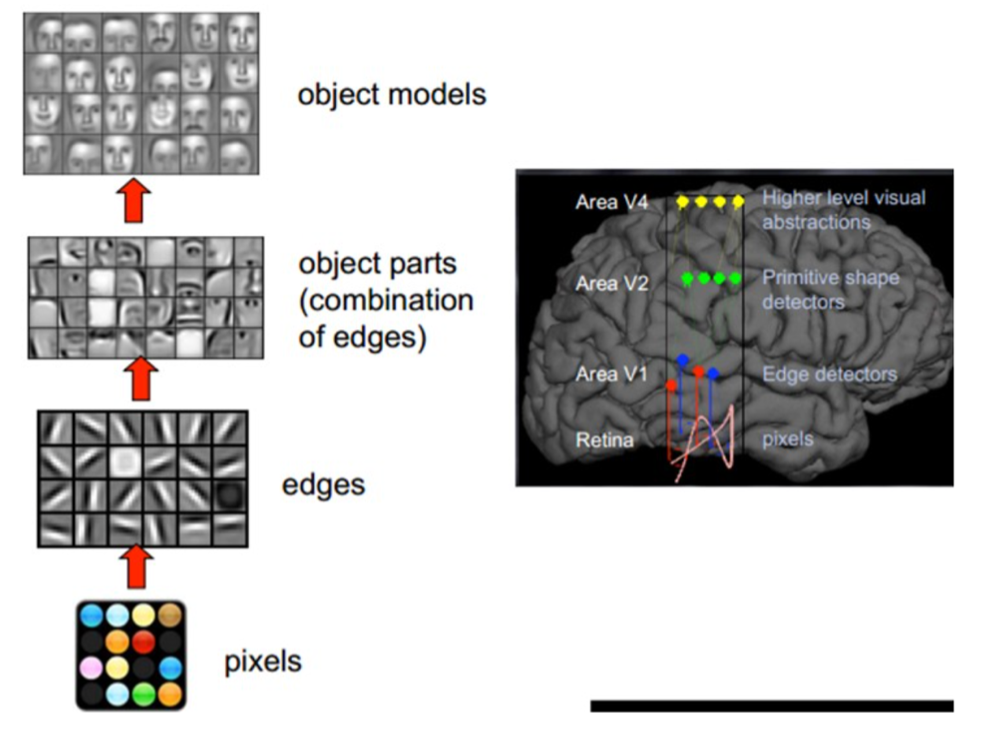 object models
object parts
(combination
of edges)
edges
pixels
Area V4
Higher level visual
abstractions
Area V2
Primitive shape
detectors
Area V1
Edge detectors
Retina
pixels